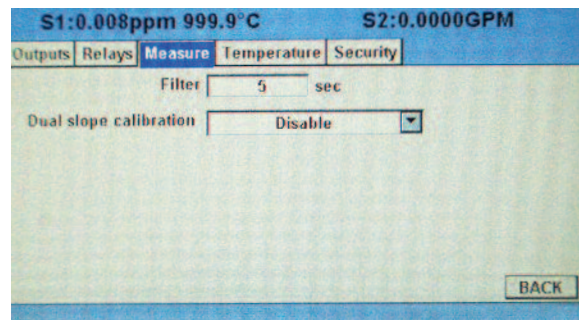 S1:0.008ppm 999.9°C S2:0.0000GPM
Outputs Relays Measure Temperature Security
Filter 5 sec
Dual slope calibration Disable
BACK